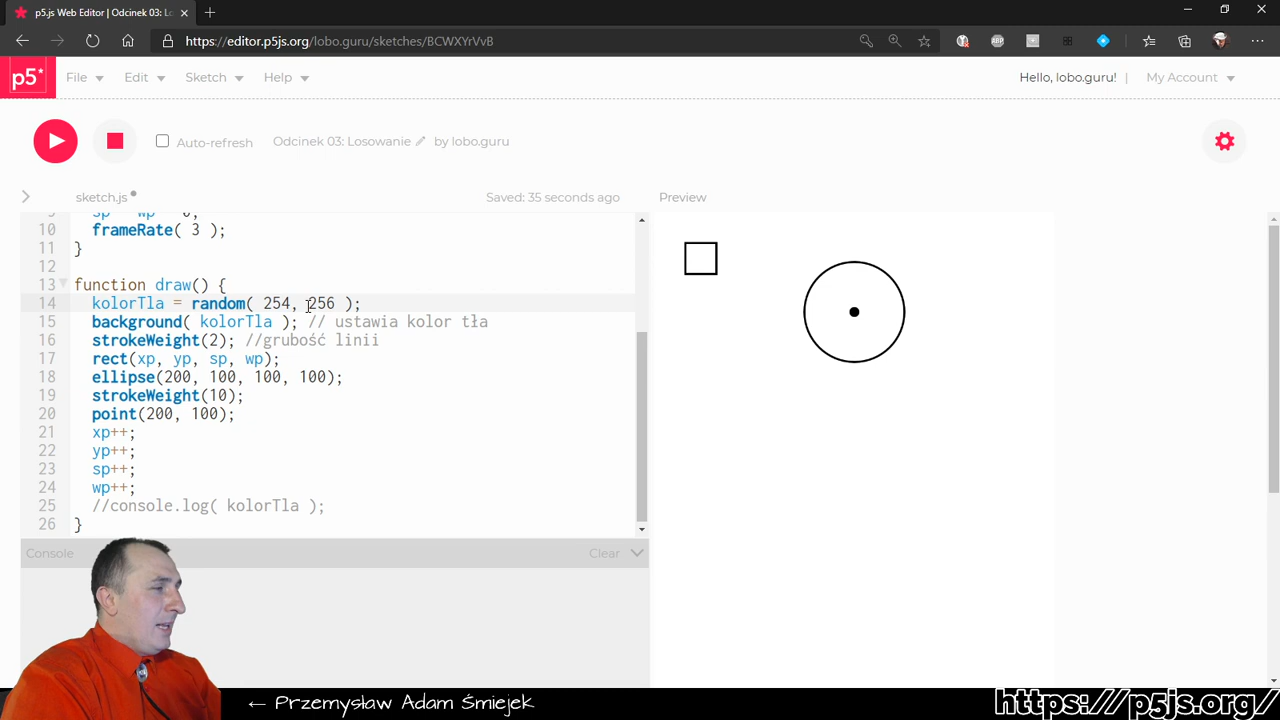 p5.js Web Editor | Odcinek 03: Lo
https://editor.p5js.org/lobo.guru/sketches/BCWXYrVvB
ABP
p5* File Edit Sketch Help Hello, lobo.guru! | My Account
Auto-refresh Odcinek 03: Losowanie by lobo.guru
sketch.js Saved: 35 seconds ago Preview
10 frameRate( 3 );
11 }
12
13 function draw() {
14 kolorTla = random( 254, 256 );
15 background( kolorTla ); // ustawia kolor tła
16 strokeWeight(2); //grubość linii
17 rect(xp, yp, sp, wp);
18 ellipse(200, 100, 100, 100);
19 strokeWeight(10);
20 point(200, 100);
21 xp++;
22 yp++;
23 sp++;
24 wp++;
25 //console.log( kolorTla );
26 }
Console Clear
← Przemysław Adam Śmiejek
https://p5js.org/